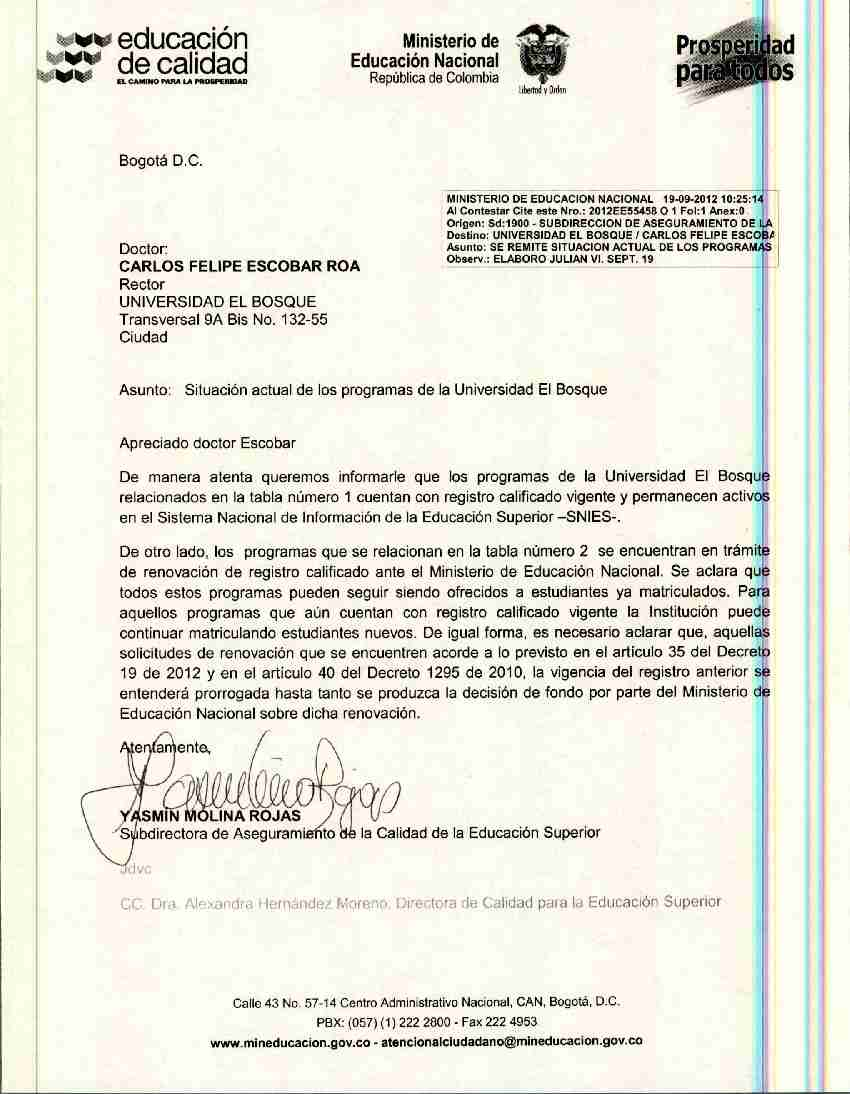 educación
de calidad
EL CAMINO PARA LA PROSPERIDAD
Ministerio de
Educación Nacional
República de Colombia
Libertad y Orden
Prosperidad
para todos
Bogotá D.C.
MINISTERIO DE EDUCACION NACIONAL 19-09-2012 10:25:14
Al Contestar Cite este Nro.: 2012EE55458 O 1 Fol:1 Anex:0
Origen: Sd:1900 - SUBDIRECCION DE ASEGURAMIENTO DE LA
Destino: UNIVERSIDAD EL BOSQUE / CARLOS FELIPE ESCOBA
Asunto: SE REMITE SITUACION ACTUAL DE LOS PROGRAMAS
Observ.: ELABORO JULIAN VI. SEPT. 19
Doctor:
CARLOS FELIPE ESCOBAR ROA
Rector
UNIVERSIDAD EL BOSQUE
Transversal 9A Bis No. 132-55
Ciudad
Asunto: Situación actual de los programas de la Universidad El Bosque
Apreciado doctor Escobar
De manera atenta queremos informarle que los programas de la Universidad El Bosque
relacionados en la tabla número 1 cuentan con registro calificado vigente y permanecen activos
en el Sistema Nacional de Información de la Educación Superior –SNIES-.
De otro lado, los programas que se relacionan en la tabla número 2 se encuentran en trámite
de renovación de registro calificado ante el Ministerio de Educación Nacional. Se aclara que
todos estos programas pueden seguir siendo ofrecidos a estudiantes ya matriculados. Para
aquellos programas que aún cuentan con registro calificado vigente la Institución puede
continuar matriculando estudiantes nuevos. De igual forma, es necesario aclarar que, aquellas
solicitudes de renovación que se encuentren acorde a lo previsto en el artículo 35 del Decreto
19 de 2012 y en el artículo 40 del Decreto 1295 de 2010, la vigencia del registro anterior se
entenderá prorrogada hasta tanto se produzca la decisión de fondo por parte del Ministerio de
Educación Nacional sobre dicha renovación.
Atentamente,
YASMIN MOLINA ROJAS
Subdirectora de Aseguramiento de la Calidad de la Educación Superior
Jdvc
CC. Dra. Alexandra Hernández Moreno, Directora de Calidad para la Educación Superior
Calle 43 No. 57-14 Centro Administrativo Nacional, CAN, Bogotá, D.C.
PBX: (057) (1) 222 2800 - Fax 222 4953
www.mineducacion.gov.co - atencionalciudadano@mineducacion.gov.co